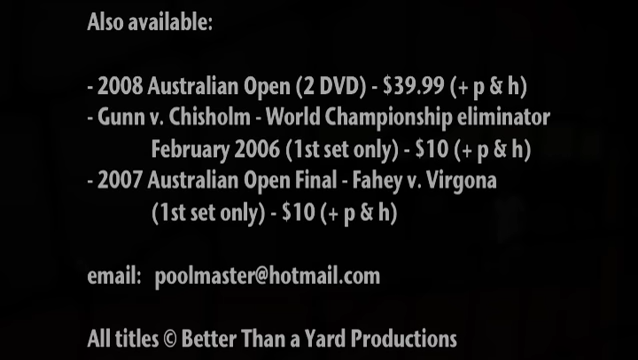 Also available:
- 2008 Australian Open (2 DVD) - $39.99 (+ p & h)
- Gunn v. Chisholm - World Championship eliminator
February 2006 (1st set only) - $10 (+ p & h)
- 2007 Australian Open Final - Fahey v. Virgona
(1st set only) - $10 (+ p & h)
email: poolmaster@hotmail.com
All titles © Better Than a Yard Productions